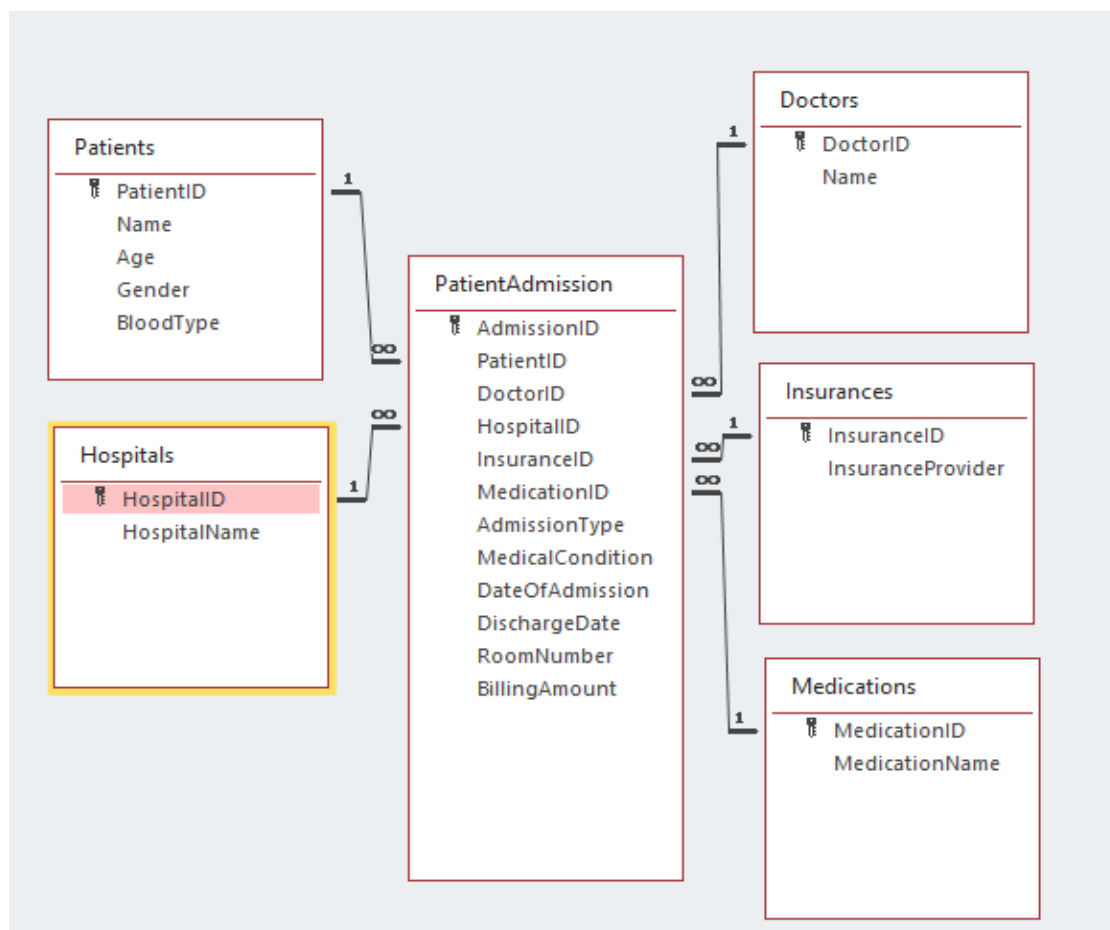 Patients
PatientID
Name
Age
Gender
BloodType
1
∞
Hospitals
HospitalID
HospitalName
1
∞
PatientAdmission
AdmissionID
PatientID
DoctorID
HospitalID
InsuranceID
MedicationID
AdmissionType
MedicalCondition
DateOfAdmission
DischargeDate
RoomNumber
BillingAmount
Doctors
DoctorID
Name
1
∞
Insurances
InsuranceID
InsuranceProvider
1
∞
Medications
MedicationID
MedicationName
1
∞